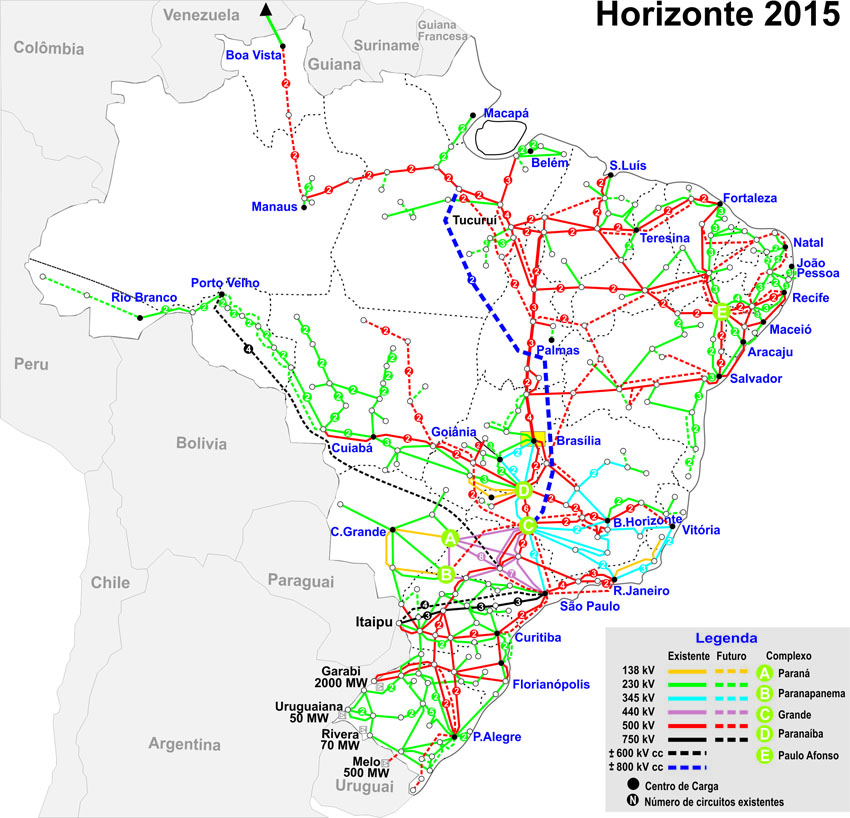 Horizonte 2015
Venezuela
Guiana
Francesa
Suriname
Colômbia
Boa Vista
Guiana
Macapá
Belém
S.Luís
Manaus
Fortaleza
Tucuruí
Teresina
Natal
João
Pessoa
Porto Velho
Rio Branco
Recife
Maceió
Palmas
Aracaju
Peru
Salvador
Goiânia
Brasília
Bolivia
Cuiabá
B.Horizonte
Vitória
C.Grande
Chile
Paraguai
R.Janeiro
São Paulo
Itaipu
Curitiba
Garabi
2000 MW
Florianópolis
Uruguaiana
50 MW
Rivera
70 MW
P.Alegre
Argentina
Melo
500 MW
Uruguai
A
B
C
D
E
Legenda
Existente Futuro Complexo
138 kV A Paraná
230 kV B Paranapanema
345 kV
440 kV C Grande
500 kV D Paranaíba
750 kV
± 600 kV cc E Paulo Afonso
± 800 kV cc
Centro de Carga
N Número de circuitos existentes